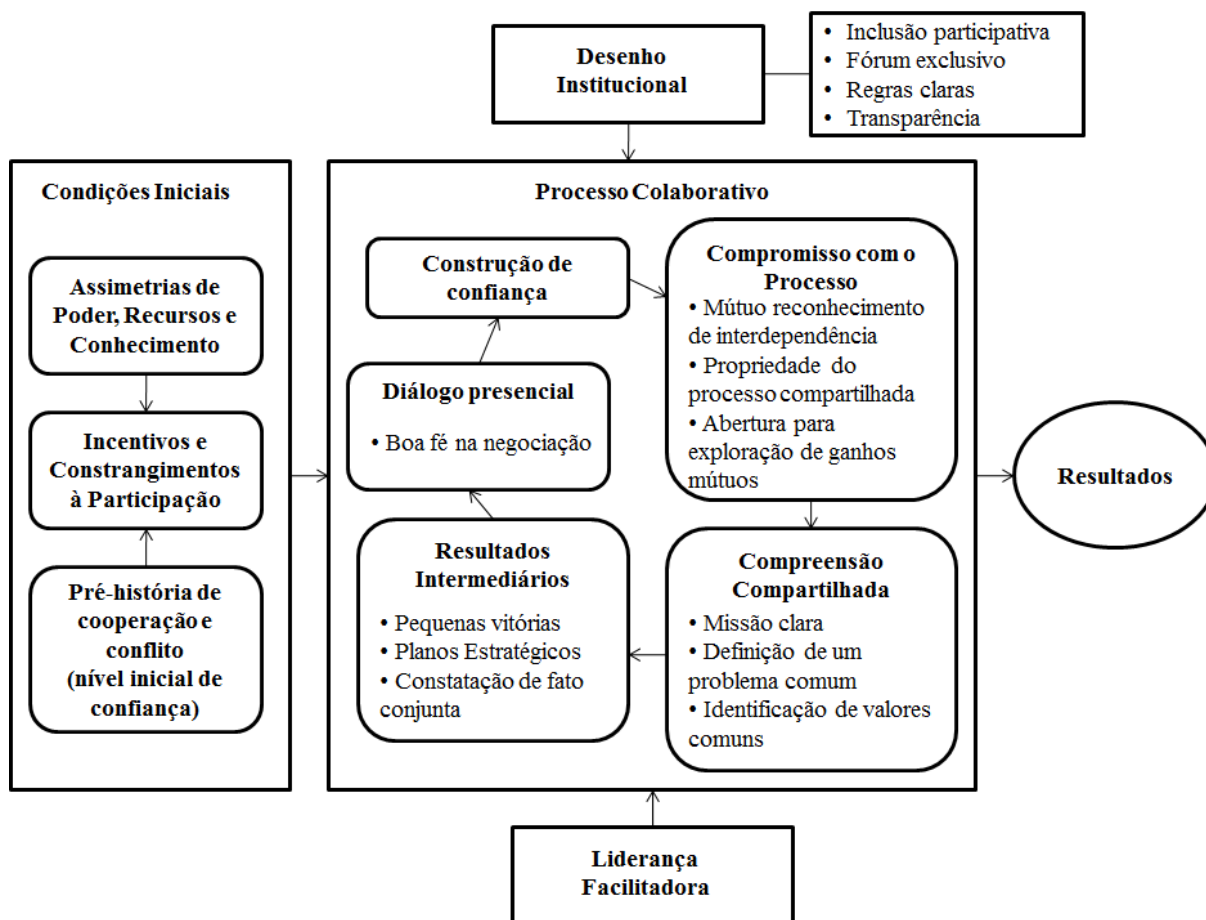 Desenho
Institucional
• Inclusão participativa
• Fórum exclusivo
• Regras claras
• Transparência
Condições Iniciais
Assimetrias de
Poder, Recursos e
Conhecimento
Incentivos e
Constrangimentos
à Participação
Pré-história de
cooperação e
conflito
(nível inicial de
confiança)
Processo Colaborativo
Construção de
confiança
Compromisso com o
Processo
• Mútuo reconhecimento
de interdependência
• Propriedade do
processo compartilhada
• Abertura para
exploração de ganhos
mútuos
Diálogo presencial
• Boa fé na negociação
Resultados
Intermediários
• Pequenas vitórias
• Planos Estratégicos
• Constatação de fato
conjunta
Compreensão
Compartilhada
• Missão clara
• Definição de um
problema comum
• Identificação de valores
comuns
Resultados
Liderança
Facilitadora